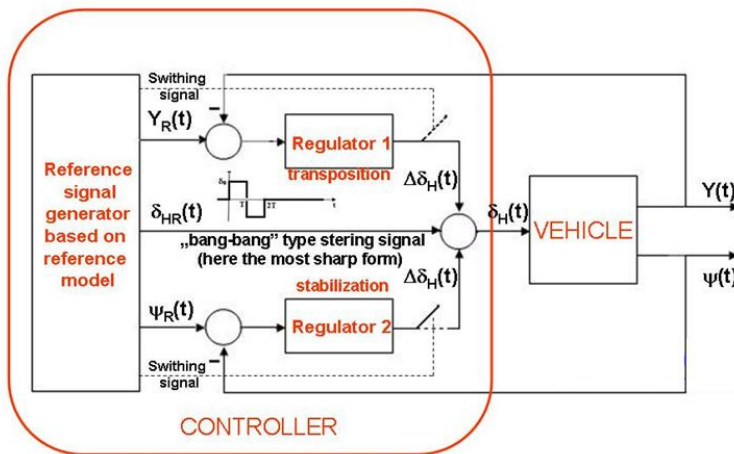 Swithing
signal
Y_R(t)
Regulator 1
transposition
Δδ_H(t)
Reference
signal
generator
based on
reference
model
δ₀
T
2T
t
δ_HR(t)
„bang-bang” type stering signal
(here the most sharp form)
δ_H(t)
VEHICLE
Y(t)
ψ(t)
stabilization
Δδ_H(t)
ψ_R(t)
Regulator 2
Swithing
signal
CONTROLLER